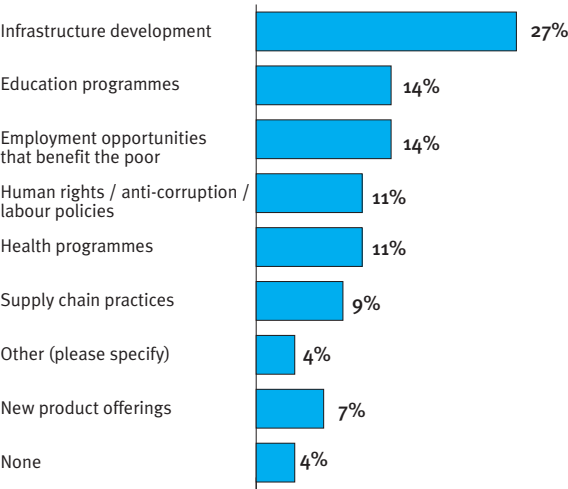 Infrastructure development 27%
Education programmes 14%
Employment opportunities
that benefit the poor 14%
Human rights / anti-corruption /
labour policies 11%
Health programmes 11%
Supply chain practices 9%
Other (please specify) 4%
New product offerings 7%
None 4%